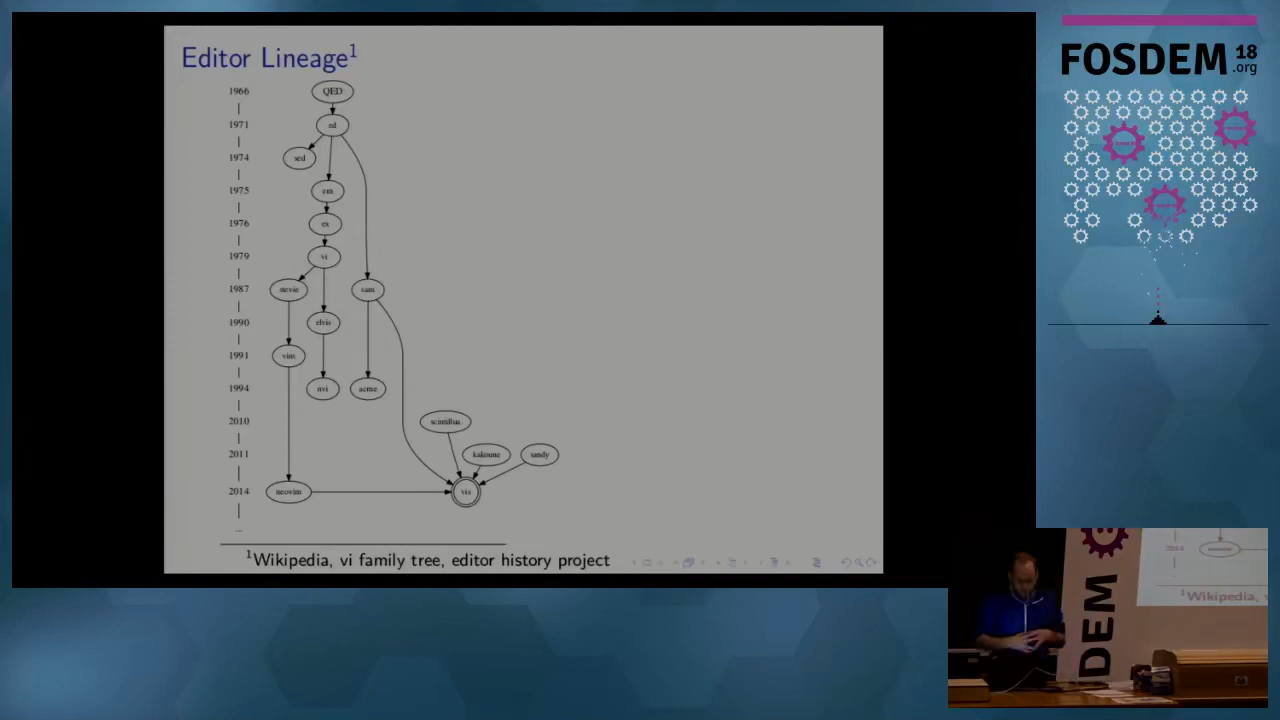 Editor Lineage1
1966 QED
1971 ed
1974 sed
1975 em
1976 ex
1979 vi
1987 stevie sam
1990 elvis
1991 vim
1994 nvi acme
2010 scintillua
2011 kakoune sandy
2014 neovim vis
...
1Wikipedia, vi family tree, editor history project
FOSDEM 18
.org
2014
1Wikipedia, v
DEM